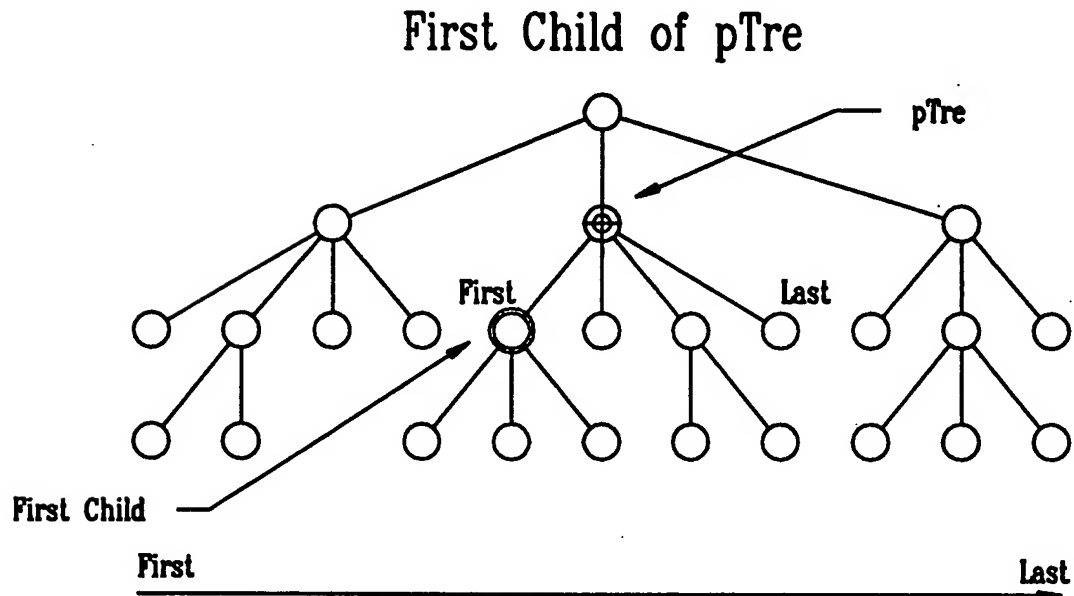 First Child of pTre
pTre
First
Last
First Child
First
Last